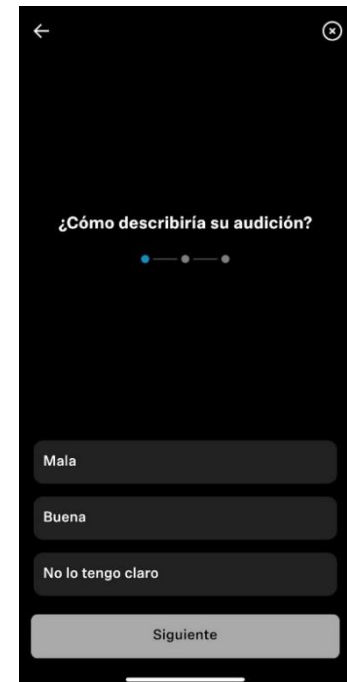 ¿Cómo describiría su audición?
Mala
Buena
No lo tengo claro
Siguiente